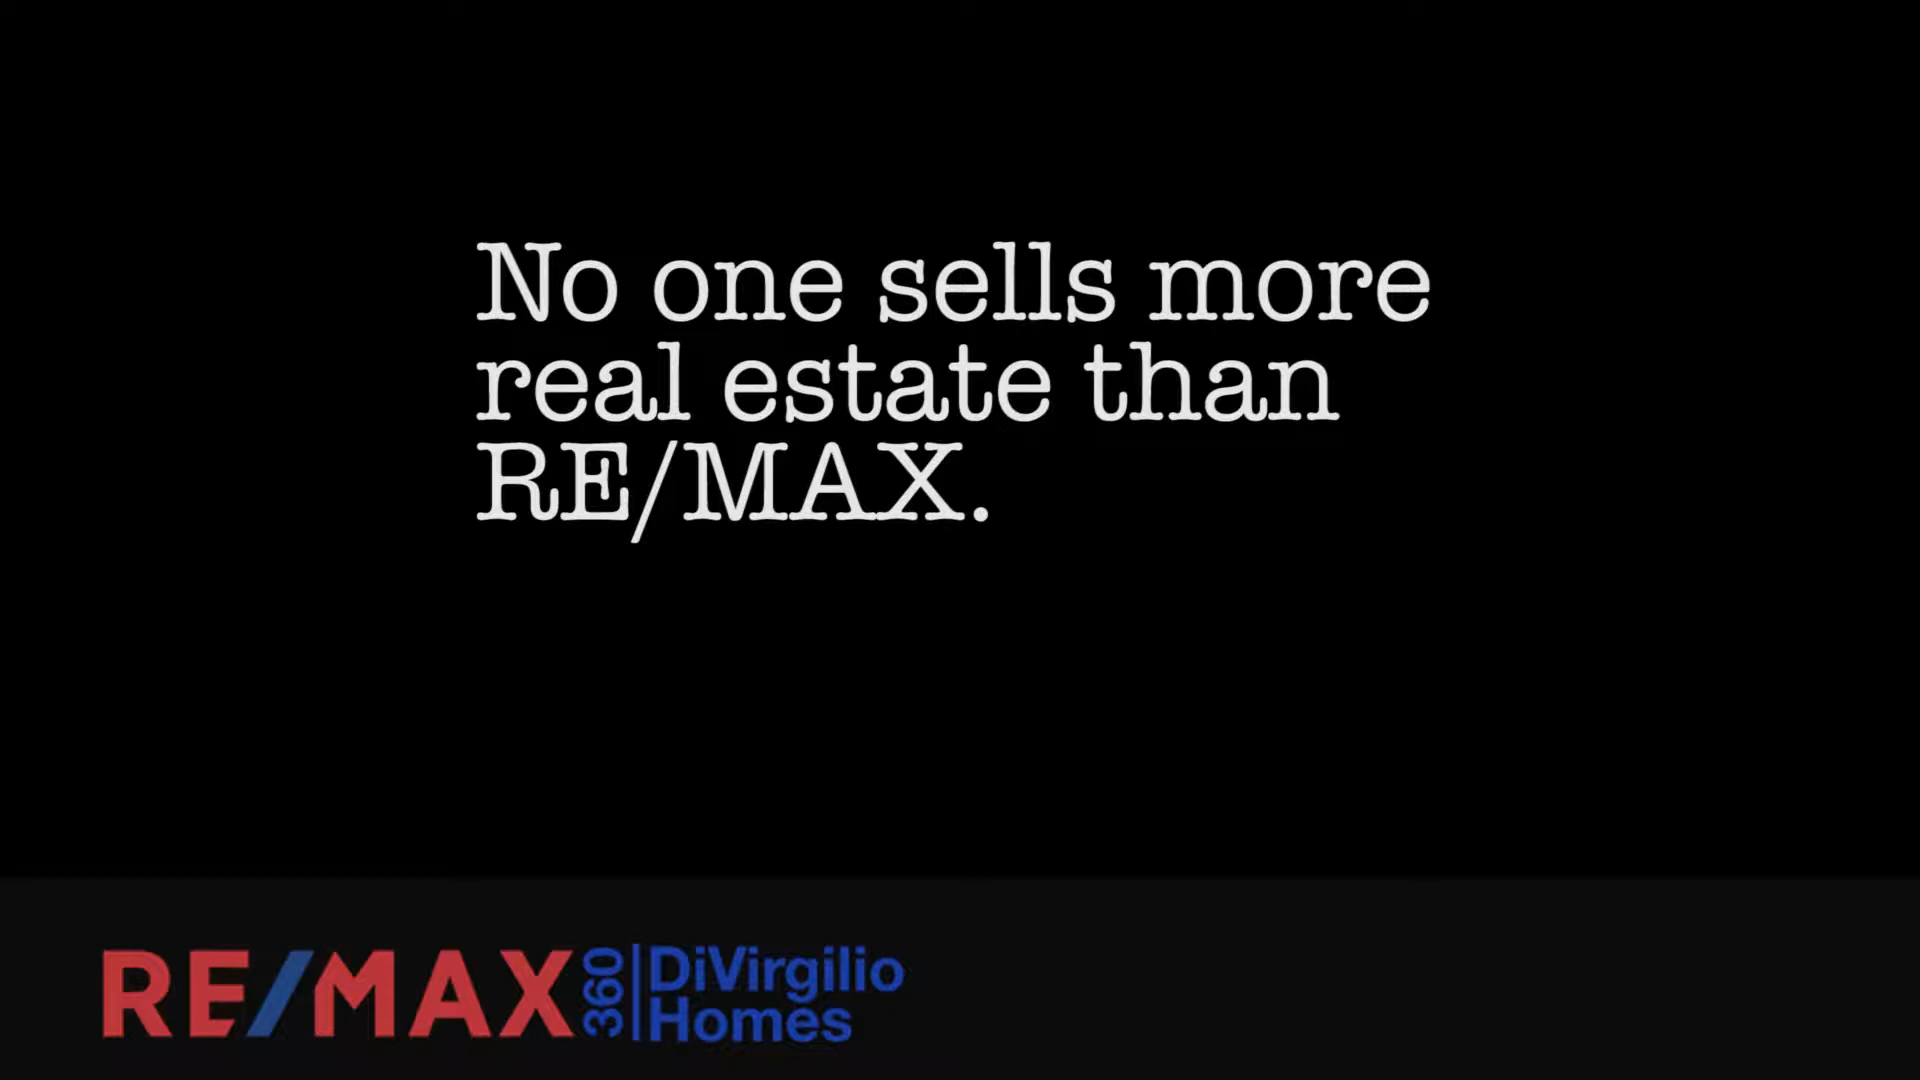 No one sells more
real estate than
RE/MAX.
RE/MAX 360 DiVirgilio
Homes